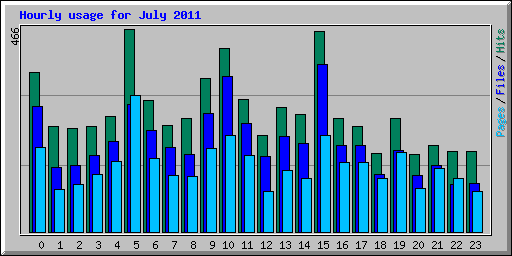 Hourly usage for July 2011
466
Pages / Files / Hits
0 1 2 3 4 5 6 7 8 9 10 11 12 13 14 15 16 17 18 19 20 21 22 23